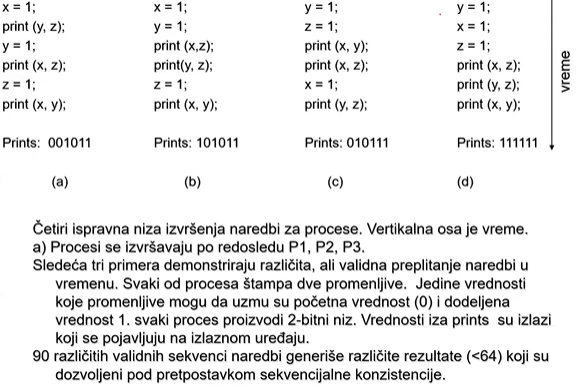 x = 1;
print (y, z);
y = 1;
print (x, z);
z = 1;
print (x, y);
Prints: 001011
(a)
x = 1;
y = 1;
print (x,z);
print(y, z);
z = 1;
print (x, y);
Prints: 101011
(b)
y = 1;
z = 1;
print (x, y);
print (x, z);
x = 1;
print (y, z);
Prints: 010111
(c)
y = 1;
x = 1;
z = 1;
print (x, z);
print (y, z);
print (x, y);
Prints: 111111
(d)
vreme
Četiri ispravna niza izvršenja naredbi za procese. Vertikalna osa je vreme.
a) Procesi se izvršavaju po redosledu P1, P2, P3.
Sledeća tri primera demonstriraju različita, ali validna preplitanje naredbi u
vremenu. Svaki od procesa štampa dve promenljive. Jedine vrednosti
koje promenljive mogu da uzmu su početna vrednost (0) i dodeljena
vrednost 1. svaki proces proizvodi 2-bitni niz. Vrednosti iza prints su izlazi
koji se pojavljuju na izlaznom uređaju.
90 različitih validnih sekvenci naredbi generiše različite rezultate (<64) koji su
dozvoljeni pod pretpostavkom sekvencijalne konzistencije.